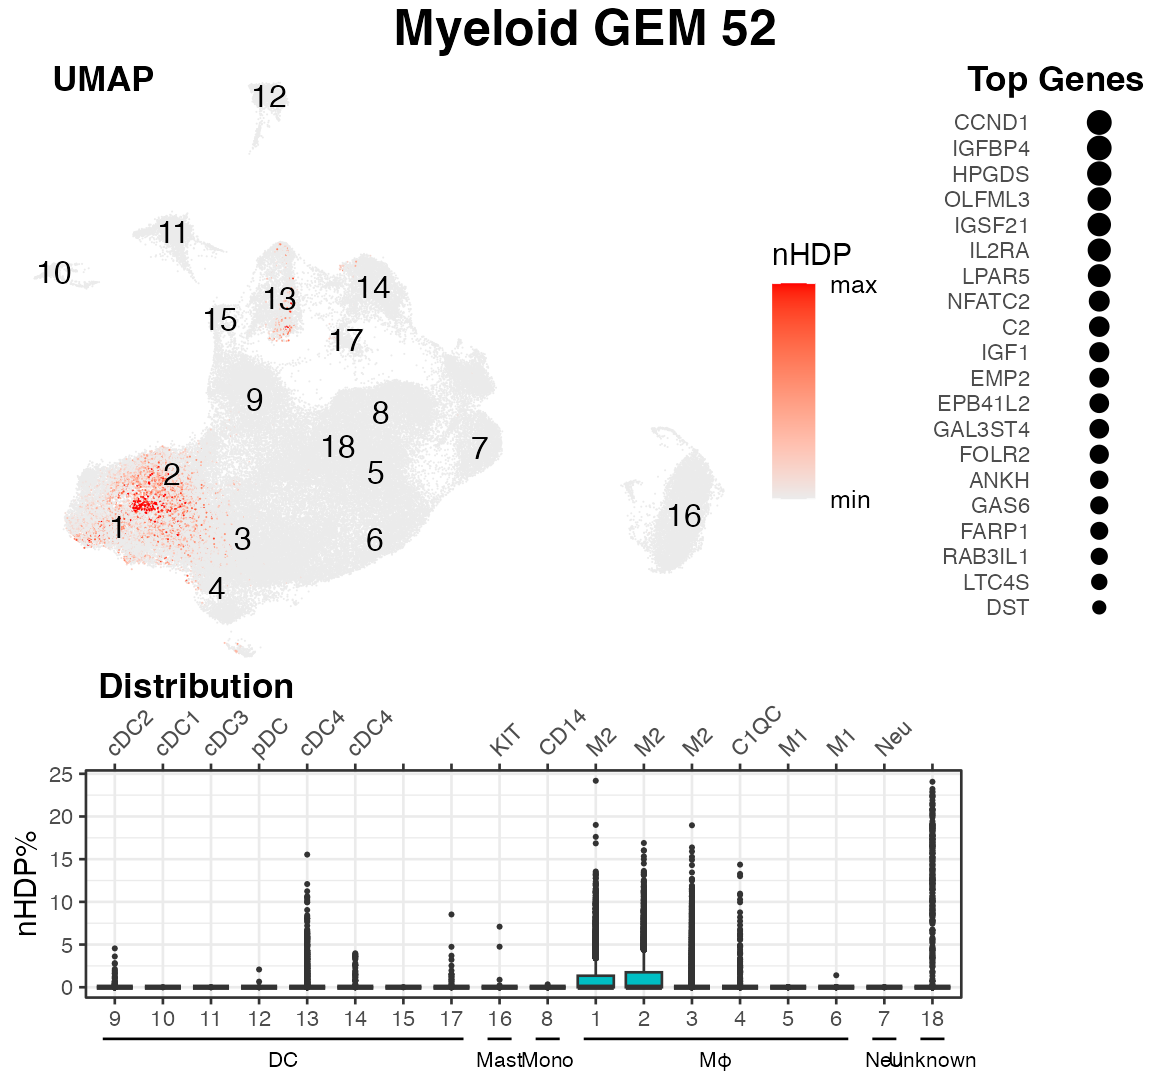 Myeloid GEM 52
UMAP
12
11
10
13
14
15
17
9
8
18
7
5
2
1
3
6
4
16
nHDP
max
min
Top Genes
CCND1
IGFBP4
HPGDS
OLFML3
IGSF21
IL2RA
LPAR5
NFATC2
C2
IGF1
EMP2
EPB41L2
GAL3ST4
FOLR2
ANKH
GAS6
FARP1
RAB3IL1
LTC4S
DST
Distribution
cDC2 cDC1 cDC3 pDC cDC4 cDC4 KIT CD14 M2 M2 M2 C1QC M1 M1 Neu
nHDP%
25
20
15
10
5
0
9 10 11 12 13 14 15 17 16 8 1 2 3 4 5 6 7 18
DC Mast Mono Mφ Neu Unknown